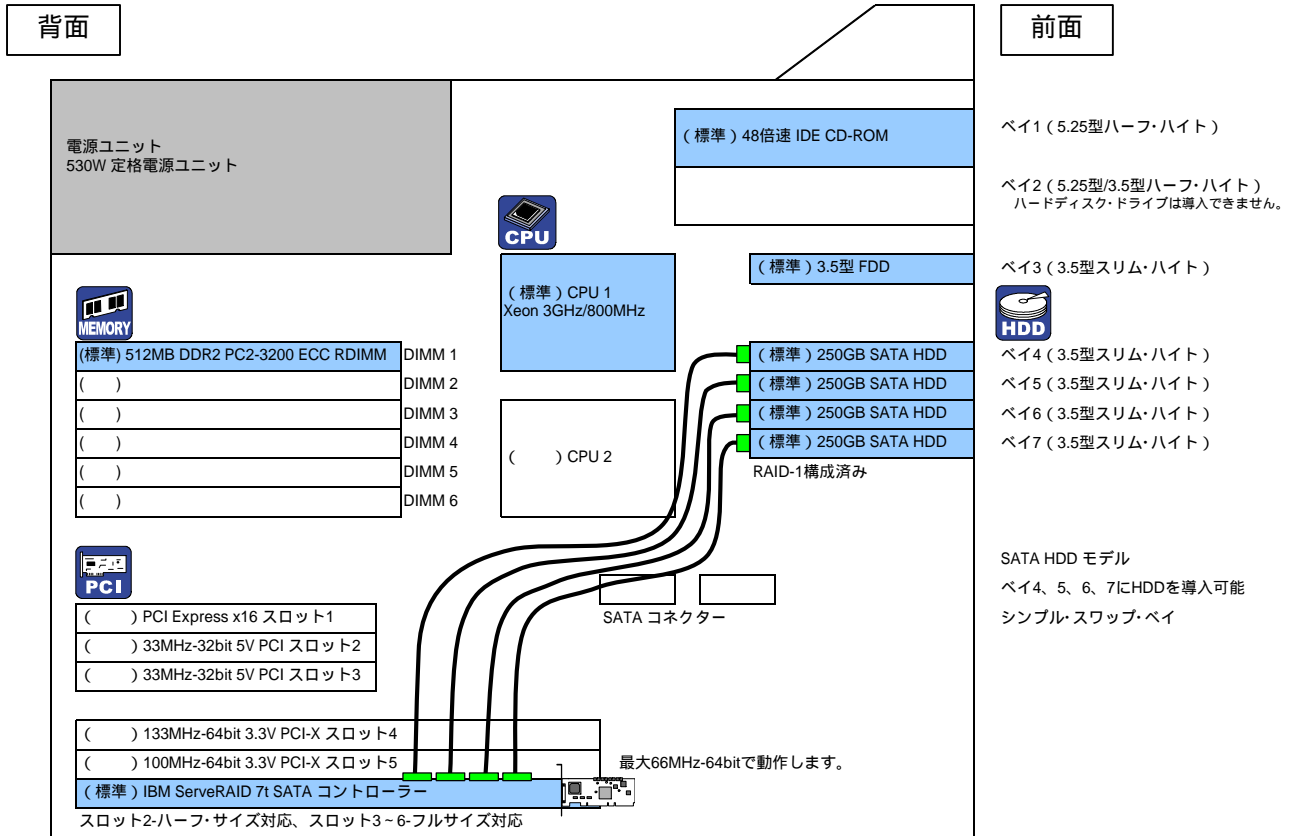 背面
前面
電源ユニット
530W 定格電源ユニット
(標準)48倍速 IDE CD-ROM
ベイ1(5.25型ハーフ・ハイト)
ベイ2(5.25型/3.5型ハーフ・ハイト)
ハードディスク・ドライブは導入できません。
CPU
(標準)3.5型 FDD
ベイ3(3.5型スリム・ハイト)
(標準)CPU 1
Xeon 3GHz/800MHz
MEMORY
HDD
(標準) 512MB DDR2 PC2-3200 ECC RDIMM DIMM 1
(標準)250GB SATA HDD
ベイ4(3.5型スリム・ハイト)
( ) DIMM 2
(標準)250GB SATA HDD
ベイ5(3.5型スリム・ハイト)
( ) DIMM 3
(標準)250GB SATA HDD
ベイ6(3.5型スリム・ハイト)
( ) DIMM 4
(標準)250GB SATA HDD
ベイ7(3.5型スリム・ハイト)
( ) DIMM 5
( ) CPU 2
RAID-1構成済み
( ) DIMM 6
PCI
SATA HDD モデル
ベイ4、5、6、7にHDDを導入可能
シンプル・スワップ・ベイ
( )PCI Express x16 スロット1
SATA コネクター
( )33MHz-32bit 5V PCI スロット2
( )33MHz-32bit 5V PCI スロット3
( )133MHz-64bit 3.3V PCI-X スロット4
( )100MHz-64bit 3.3V PCI-X スロット5
最大66MHz-64bitで動作します。
(標準)IBM ServeRAID 7t SATA コントローラー
スロット2-ハーフ・サイズ対応、スロット3~6-フルサイズ対応